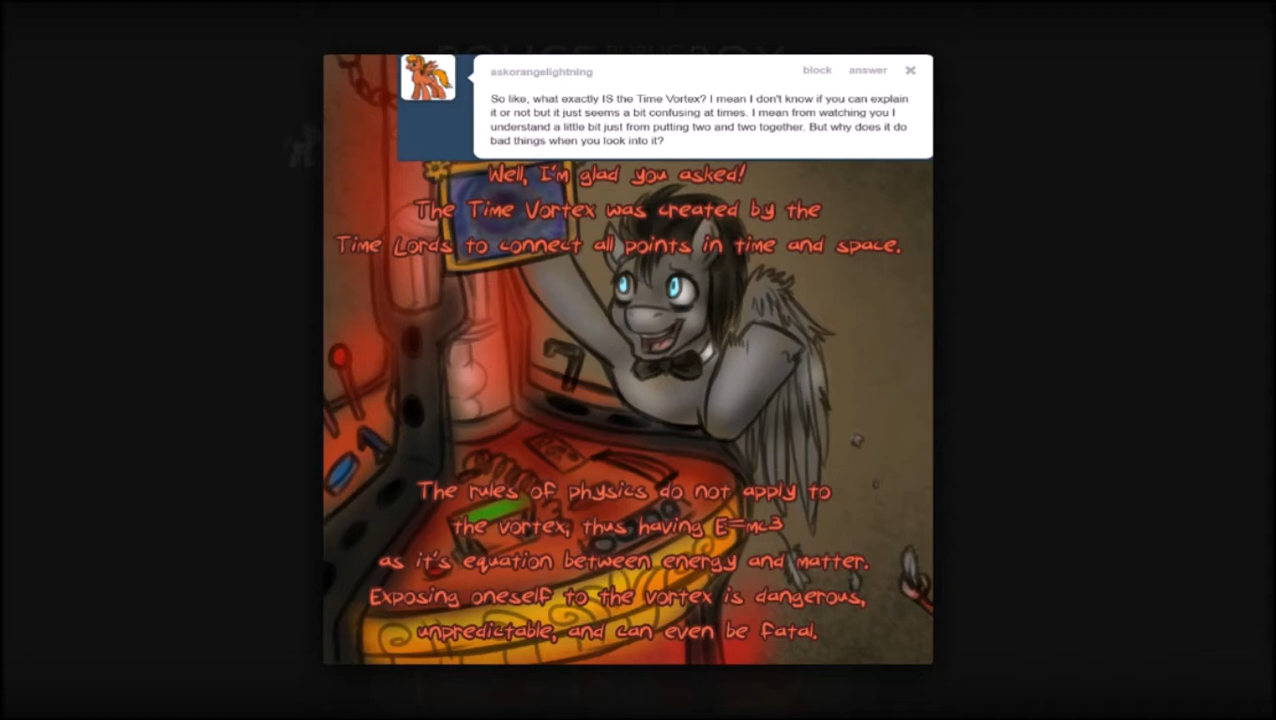 askorangelightning block answer
So like, what exactly IS the Time Vortex? I mean I don't know if you can explain
it or not but it just seems a bit confusing at times. I mean from watching you I
understand a little bit just from putting two and two together. But why does it do
bad things when you look into it?
Well, I'm glad you asked!
The Time Vortex was created by the
Time Lords to connect all points in time and space.
The rules of physics do not apply to
the vortex, thus having E=mc3
as it's equation between energy and matter.
Exposing oneself to the vortex is dangerous,
unpredictable, and can even be fatal.